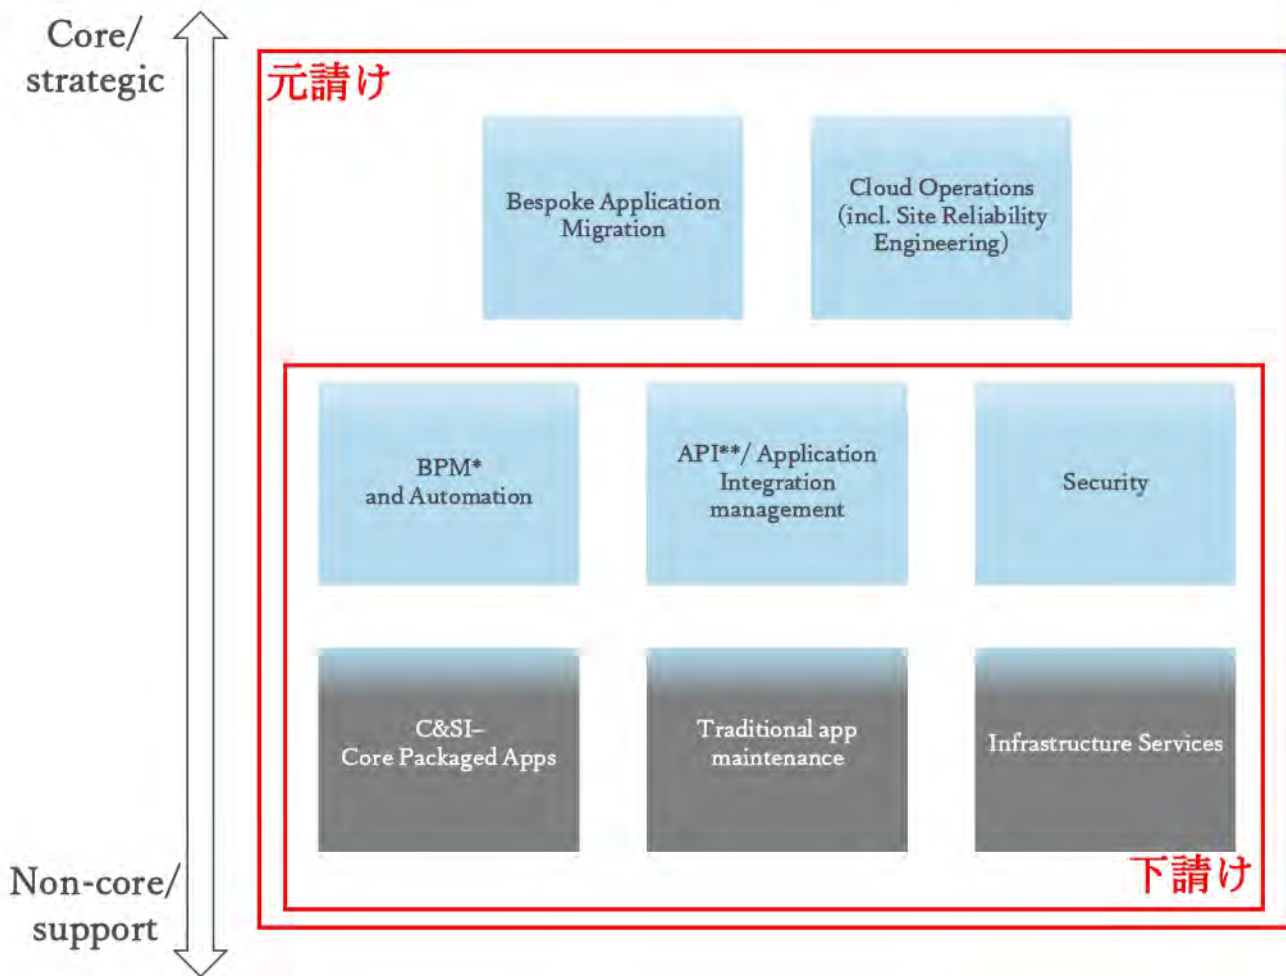 Core/
strategic
元請け
Bespoke Application
Migration
Cloud Operations
(incl. Site Reliability
Engineering)
BPM*
and Automation
API**/ Application
Integration
management
Security
C&SI–
Core Packaged Apps
Traditional app
maintenance
Infrastructure Services
下請け
Non-core/
support